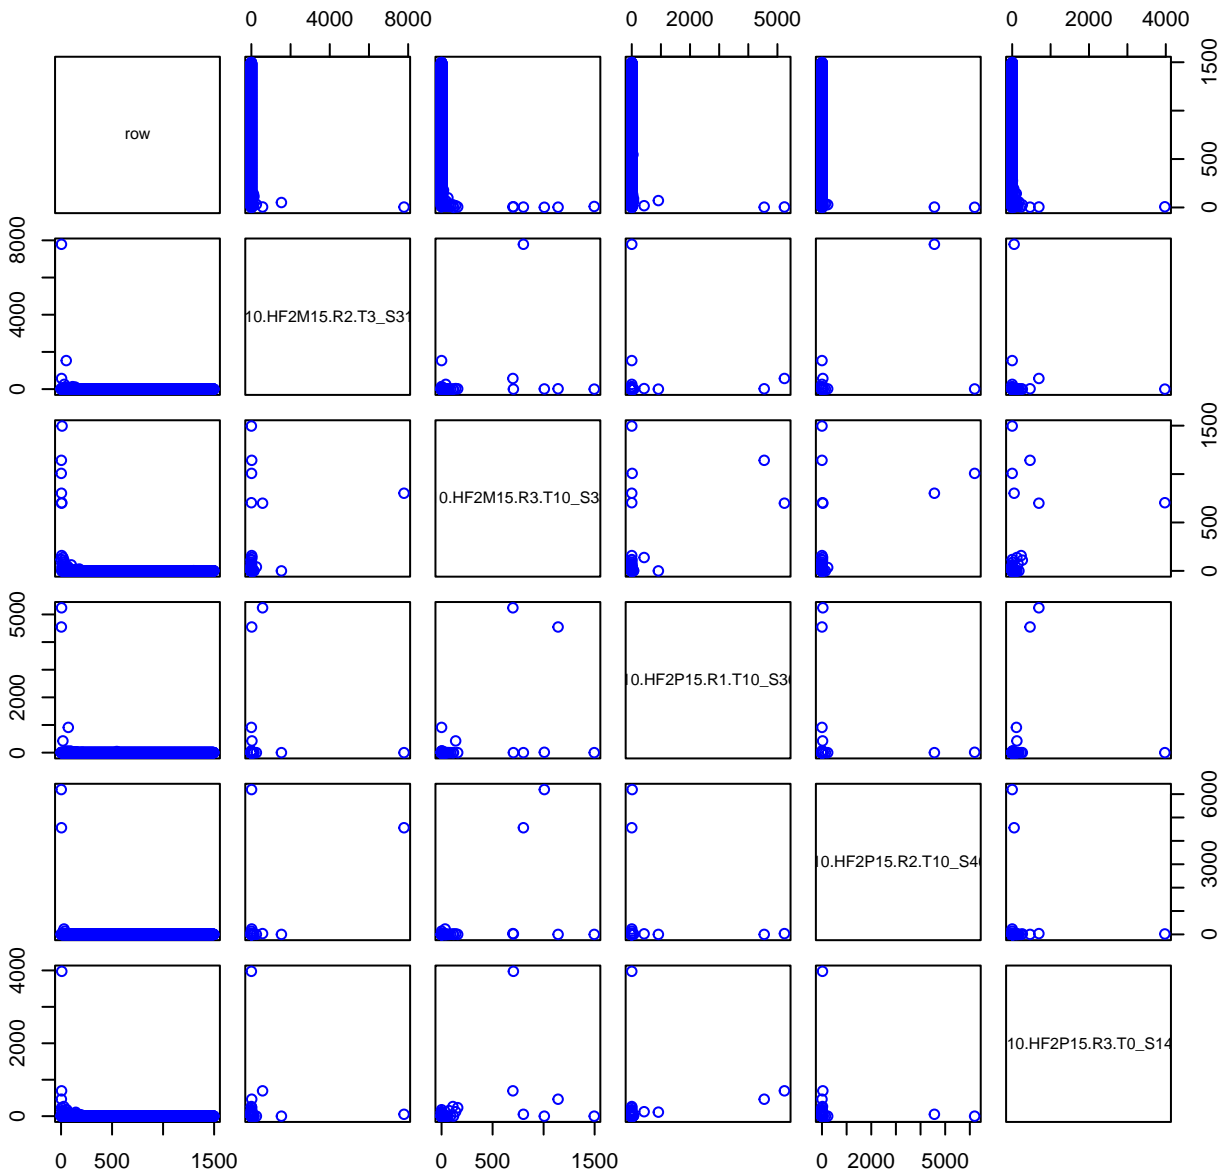 0 4000 8000 0 2000 5000 0 2000 4000
row
0 500 1500
10.HF2M15.R2.T3_S31
0 4000 8000
0.HF2M15.R3.T10_S3
0 500 1500
10.HF2P15.R1.T10_S30
0 2000 5000
10.HF2P15.R2.T10_S40
0 3000 6000
10.HF2P15.R3.T0_S14
0 2000 4000
0 500 1500 0 500 1500 0 2000 5000